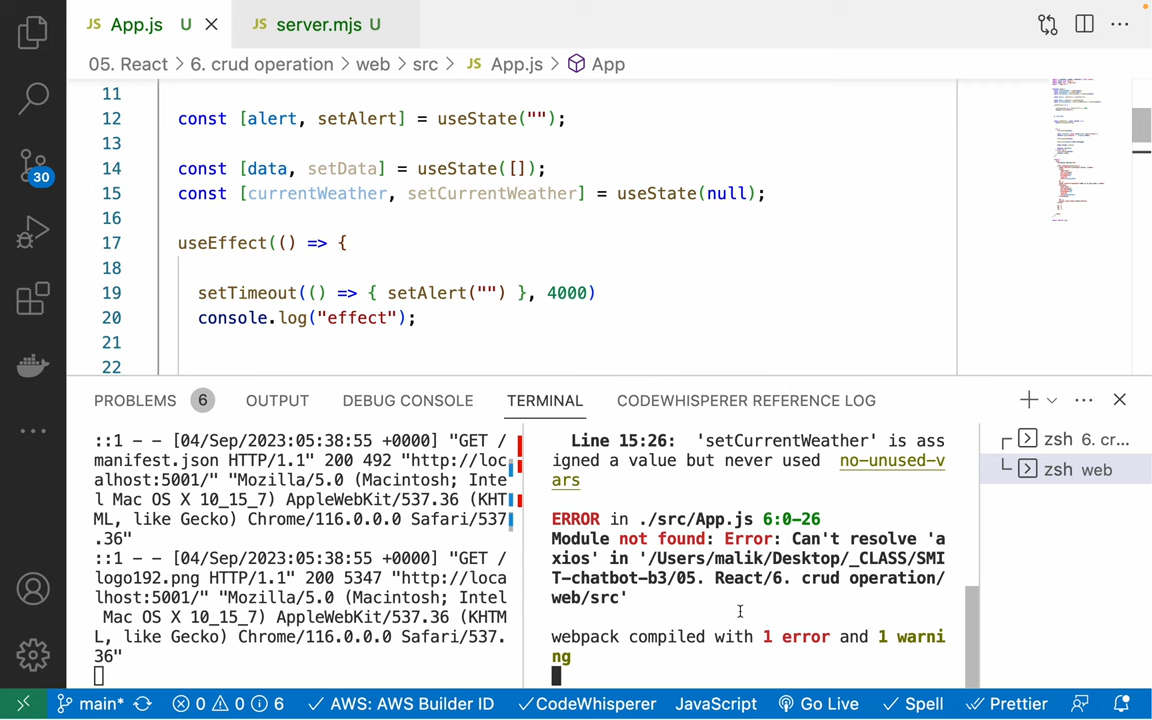 JS App.js U
JS server.mjs U
05. React > 6. crud operation > web > src > JS App.js > App
11
12 const [alert, setAlert] = useState("");
13
14 const [data, setData] = useState([]);
15 const [currentWeather, setCurrentWeather] = useState(null);
16
17 useEffect(() => {
18
19 setTimeout(() => { setAlert("") }, 4000)
20 console.log("effect");
21
22
30
PROBLEMS 6 OUTPUT DEBUG CONSOLE TERMINAL CODEWHISPERER REFERENCE LOG
::1 - - [04/Sep/2023:05:38:55 +0000] "GET /
manifest.json HTTP/1.1" 200 492 "http://loc
alhost:5001/" "Mozilla/5.0 (Macintosh; Inte
l Mac OS X 10_15_7) AppleWebKit/537.36 (KHT
ML, like Gecko) Chrome/116.0.0.0 Safari/537
.36"
::1 - - [04/Sep/2023:05:38:55 +0000] "GET /
logo192.png HTTP/1.1" 200 5347 "http://loca
lhost:5001/" "Mozilla/5.0 (Macintosh; Intel
Mac OS X 10_15_7) AppleWebKit/537.36 (KHTM
L, like Gecko) Chrome/116.0.0.0 Safari/537.
36"
Line 15:26: 'setCurrentWeather' is ass
igned a value but never used no-unused-v
ars
ERROR in ./src/App.js 6:0-26
Module not found: Error: Can't resolve 'a
xios' in '/Users/malik/Desktop/_CLASS/SMI
T-chatbot-b3/05. React/6. crud operation/
web/src'
webpack compiled with 1 error and 1 warni
ng
zsh 6. cr...
zsh web
main* 0 0 6 AWS: AWS Builder ID CodeWhisperer JavaScript Go Live Spell Prettier